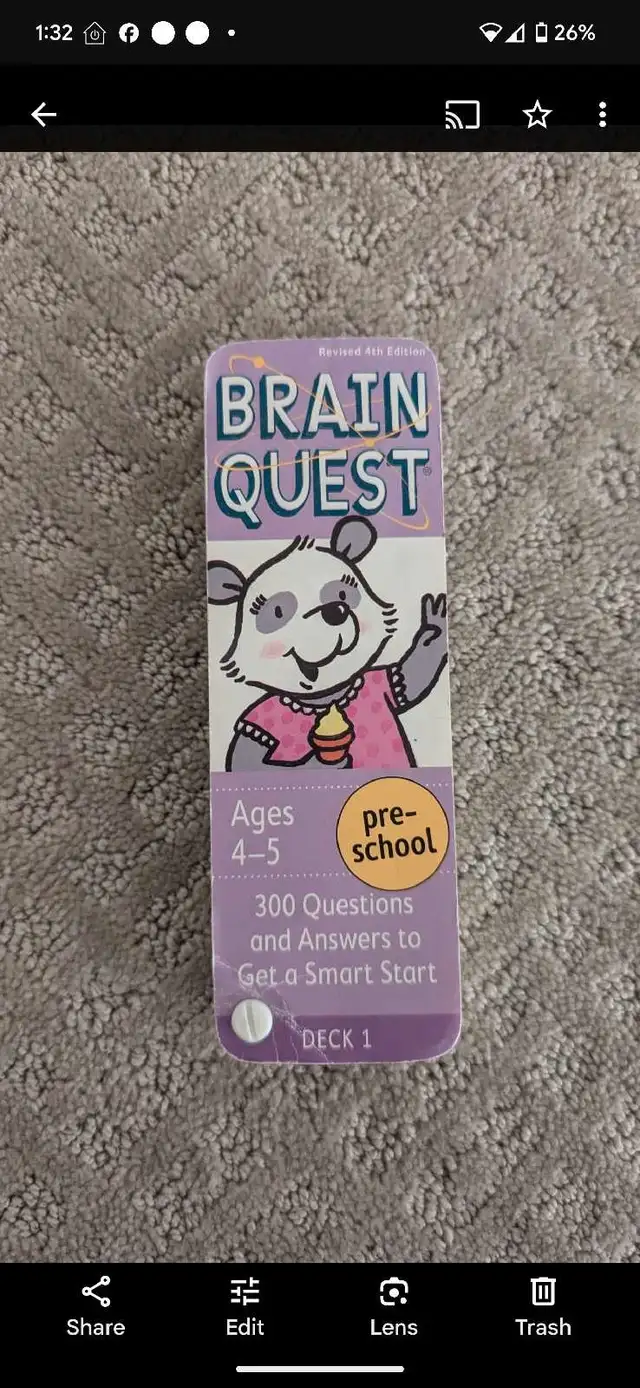 1:32
26%
Revised 4th Edition
BRAIN
QUEST®
Ages
4–5
pre-
school
300 Questions
and Answers to
Get a Smart Start
DECK 1
Share
Edit
Lens
Trash